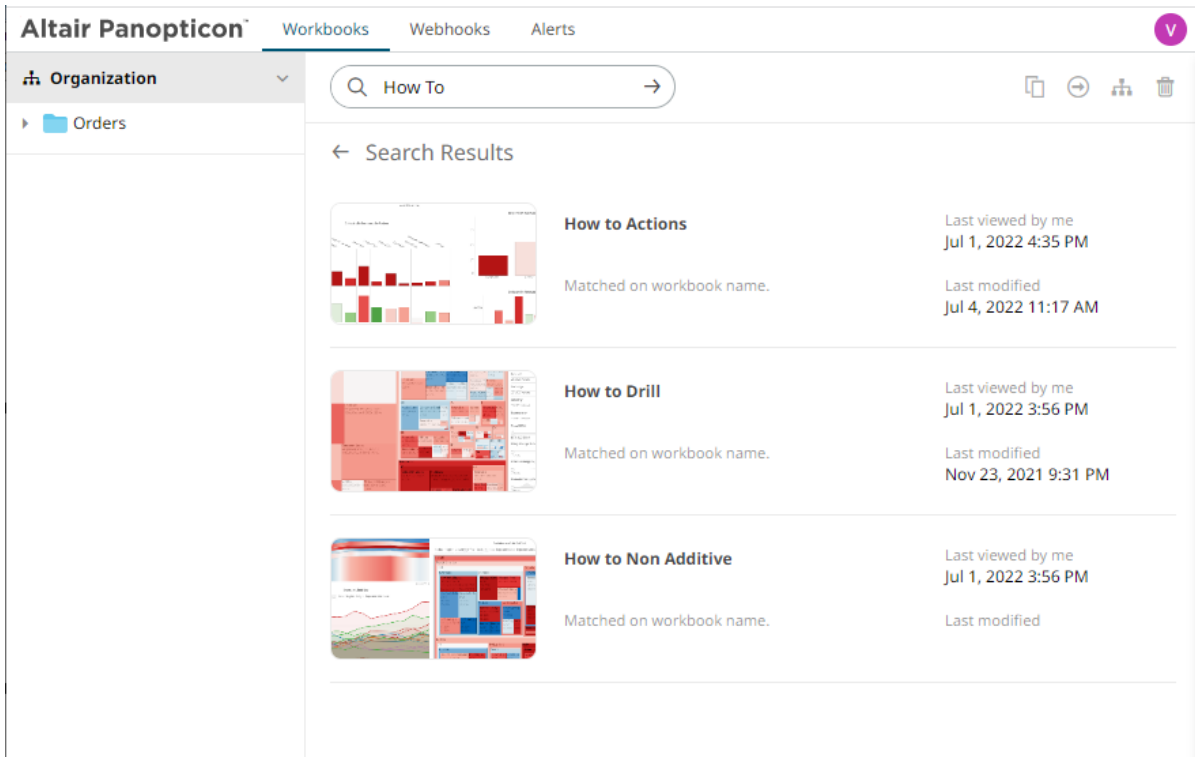 Altair Panopticon™
Workbooks
Webhooks
Alerts
V
Organization
How To
Orders
Search Results
How to Actions
Last viewed by me
Jul 1, 2022 4:35 PM
Matched on workbook name.
Last modified
Jul 4, 2022 11:17 AM
How to Drill
Last viewed by me
Jul 1, 2022 3:56 PM
Matched on workbook name.
Last modified
Nov 23, 2021 9:31 PM
How to Non Additive
Last viewed by me
Jul 1, 2022 3:56 PM
Matched on workbook name.
Last modified